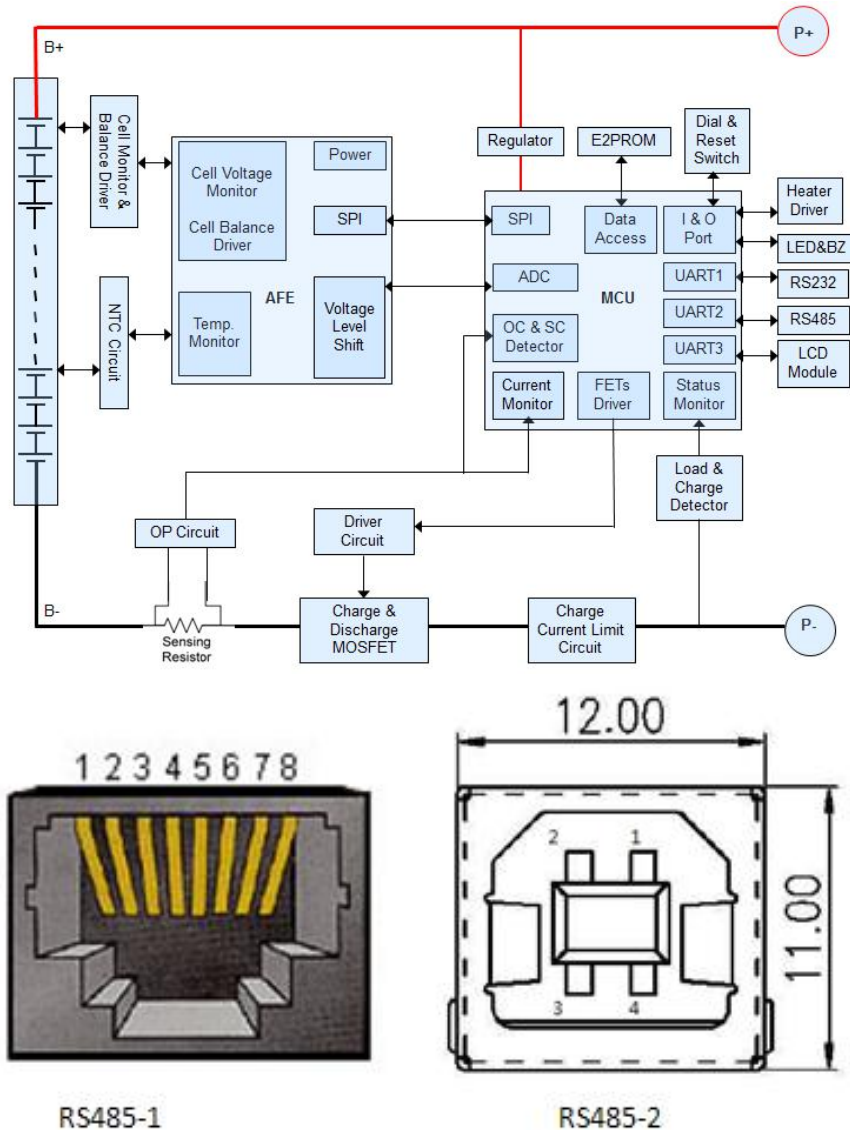 B+
P+
Cell Monitor &
Balance Driver
Cell Voltage
Monitor
Cell Balance
Driver
Power
SPI
AFE
Temp.
Monitor
Voltage
Level
Shift
NTC Circuit
Regulator
E2PROM
Dial &
Reset
Switch
SPI
Data
Access
I & O
Port
Heater
Driver
LED&BZ
ADC
MCU
UART1
RS232
OC & SC
Detector
UART2
RS485
UART3
LCD
Module
Current
Monitor
FETs
Driver
Status
Monitor
Load &
Charge
Detector
OP Circuit
Driver
Circuit
B-
Sensing
Resistor
Charge &
Discharge
MOSFET
Charge
Current Limit
Circuit
P-
1 2 3 4 5 6 7 8
12.00
2 1
11.00
3 4
RS485-1
RS485-2